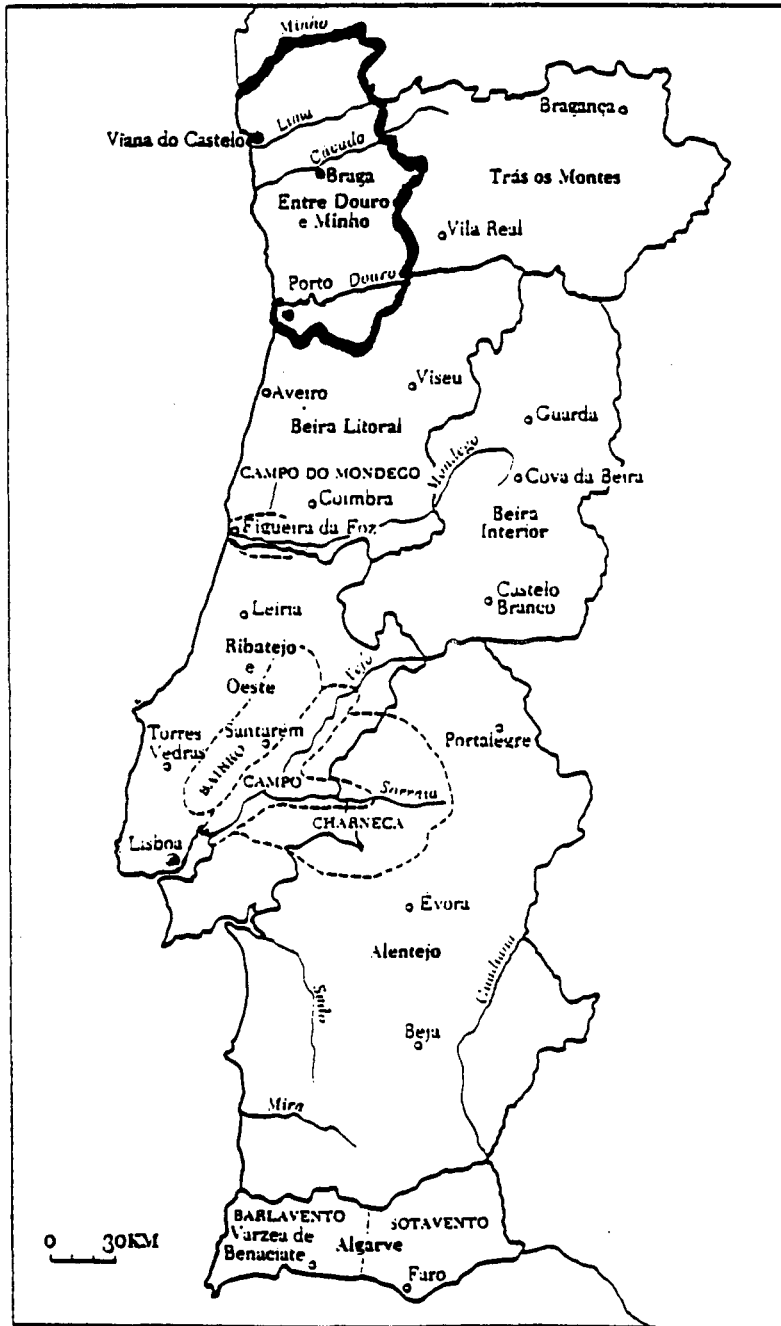 Minho
Bragança
Viana do Castelo
Lima
Cávado
Braga
Trás os Montes
Entre Douro
e Minho
Vila Real
Porto
Douro
Aveiro
Viseu
Beira Litoral
Guarda
Mondego
CAMPO DO MONDEGO
Cova da Beira
Coimbra
Beira
Interior
Figueira da Foz
Castelo
Branco
Leiria
Ribatejo
e
Oeste
Tejo
Torres
Vedras
Santarém
Portalegre
BAIRRO
CAMPO
Sorraia
CHARNECA
Lisboa
Évora
Alentejo
Guadiana
Sado
Beja
Mira
BARLAVENTO
SOTAVENTO
Varzea de
Benaciate
Algarve
0 30KM
Faro